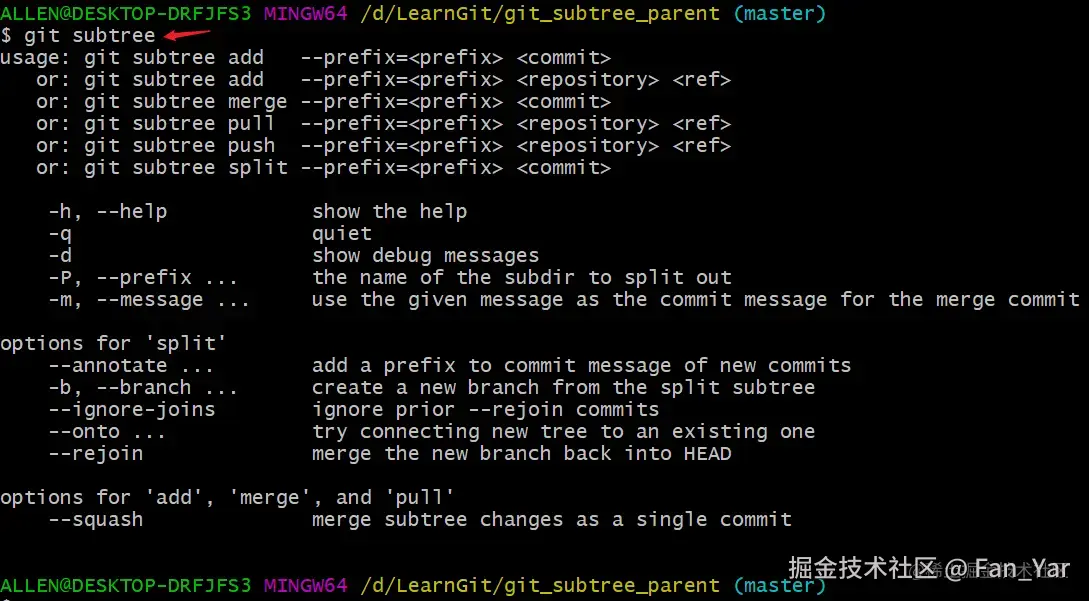 ALLEN@DESKTOP-DRFJFS3 MINGW64 /d/LearnGit/git_subtree_parent (master)
$ git subtree
usage: git subtree add   --prefix=<prefix> <commit>
   or: git subtree add   --prefix=<prefix> <repository> <ref>
   or: git subtree merge --prefix=<prefix> <commit>
   or: git subtree pull  --prefix=<prefix> <repository> <ref>
   or: git subtree push  --prefix=<prefix> <repository> <ref>
   or: git subtree split --prefix=<prefix> <commit>

    -h, --help            show the help
    -q                    quiet
    -d                    show debug messages
    -P, --prefix ...      the name of the subdir to split out
    -m, --message ...     use the given message as the commit message for the merge commit

options for 'split'
    --annotate ...        add a prefix to commit message of new commits
    -b, --branch ...      create a new branch from the split subtree
    --ignore-joins        ignore prior --rejoin commits
    --onto ...            try connecting new tree to an existing one
    --rejoin              merge the new branch back into HEAD

options for 'add', 'merge', and 'pull'
    --squash              merge subtree changes as a single commit

掘金技术社区 @ Fan_Yar
ALLEN@DESKTOP-DRFJFS3 MINGW64 /d/LearnGit/git_subtree_parent (master)